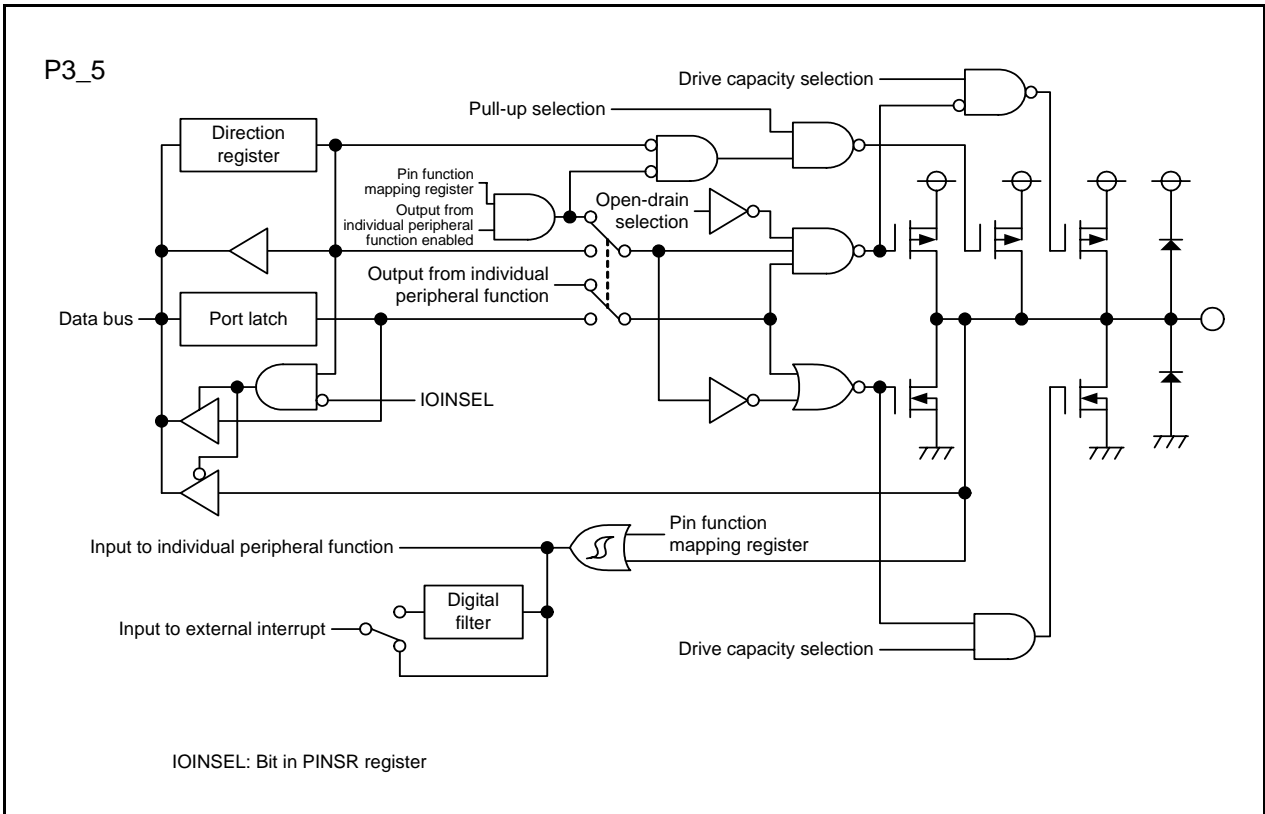 P3_5
Drive capacity selection
Pull-up selection
Direction
register
Pin function
mapping register
Output from
individual peripheral
function enabled
Open-drain
selection
Output from individual
peripheral function
Data bus
Port latch
IOINSEL
Pin function
mapping register
Input to individual peripheral function
Digital
filter
Input to external interrupt
Drive capacity selection
IOINSEL: Bit in PINSR register